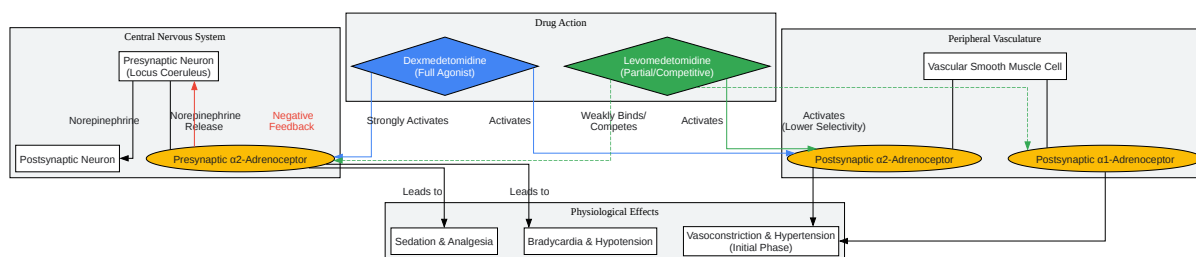 Drug Action
Central Nervous System
Peripheral Vasculature
Presynaptic Neuron
(Locus Coeruleus)
Dexmedetomidine
(Full Agonist)
Levomedetomidine
(Partial/Competitive)
Vascular Smooth Muscle Cell
Norepinephrine
Norepinephrine
Release
Negative
Feedback
Strongly Activates
Activates
Weakly Binds/
Competes
Activates
Activates
(Lower Selectivity)
Postsynaptic Neuron
Presynaptic α2-Adrenoceptor
Postsynaptic α2-Adrenoceptor
Postsynaptic α1-Adrenoceptor
Leads to
Leads to
Physiological Effects
Sedation & Analgesia
Bradycardia & Hypotension
Vasoconstriction & Hypertension
(Initial Phase)